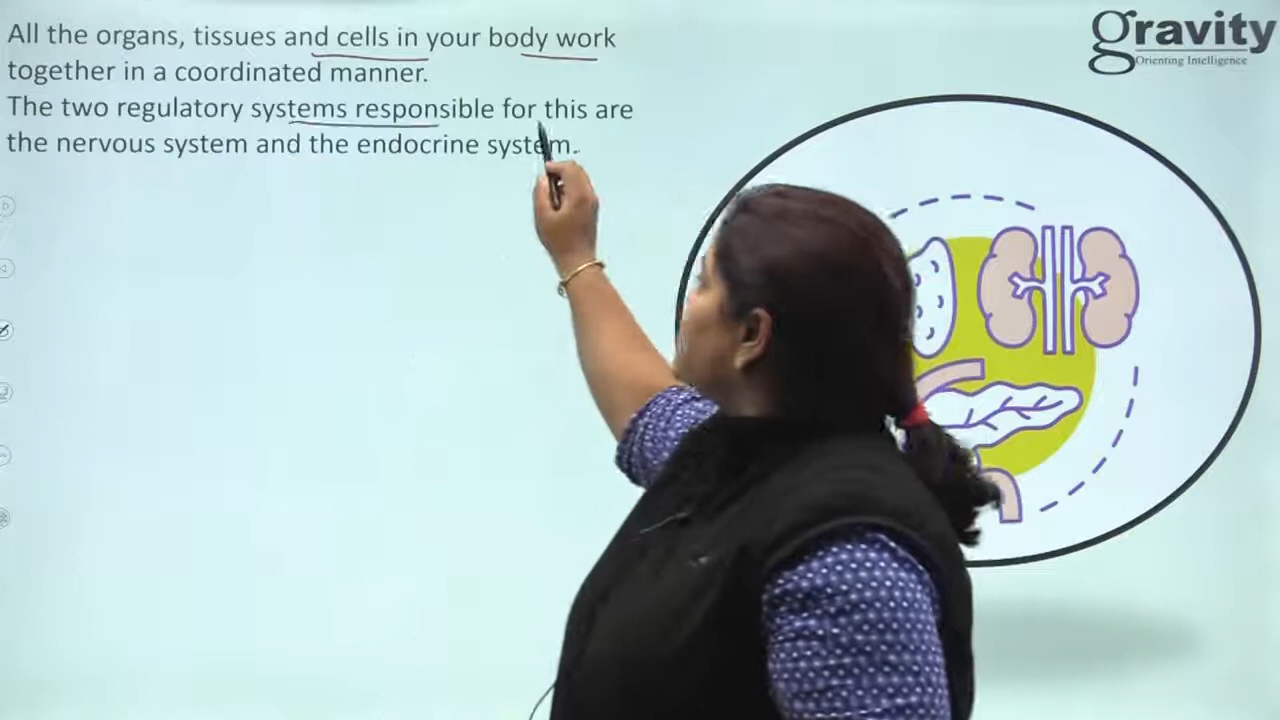 All the organs, tissues and cells in your body work
together in a coordinated manner.
The two regulatory systems responsible for this are
the nervous system and the endocrine system.
gravity
Orienting Intelligence